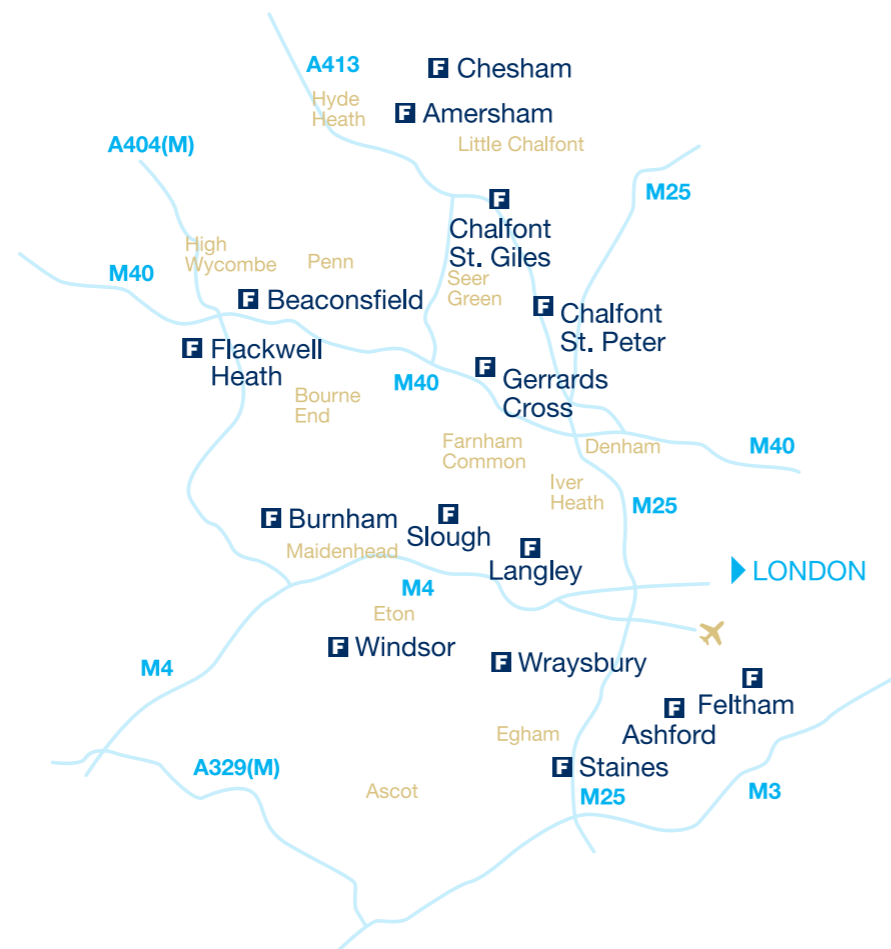 A413
F Chesham
Hyde
Heath
F Amersham
A404(M)
Little Chalfont
M25
F
Chalfont
St. Giles
High
Wycombe
Penn
M40
Seer
Green
F Beaconsfield
F Chalfont
St. Peter
F Flackwell
Heath
F Gerrards
Cross
M40
Bourne
End
Farnham
Common
Denham
M40
Iver
Heath
M25
F Burnham
F
Slough
Maidenhead
F
Langley
LONDON
M4
Eton
F Windsor
F Wraysbury
M4
F
Feltham
F
Ashford
Egham
A329(M)
F Staines
Ascot
M25
M3